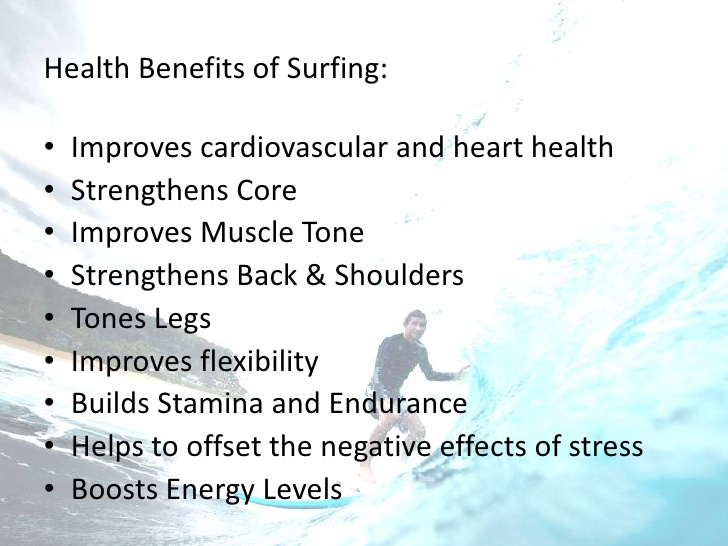 Health Benefits of Surfing:
• Improves cardiovascular and heart health
• Strengthens Core
• Improves Muscle Tone
• Strengthens Back & Shoulders
• Tones Legs
• Improves flexibility
• Builds Stamina and Endurance
• Helps to offset the negative effects of stress
• Boosts Energy Levels